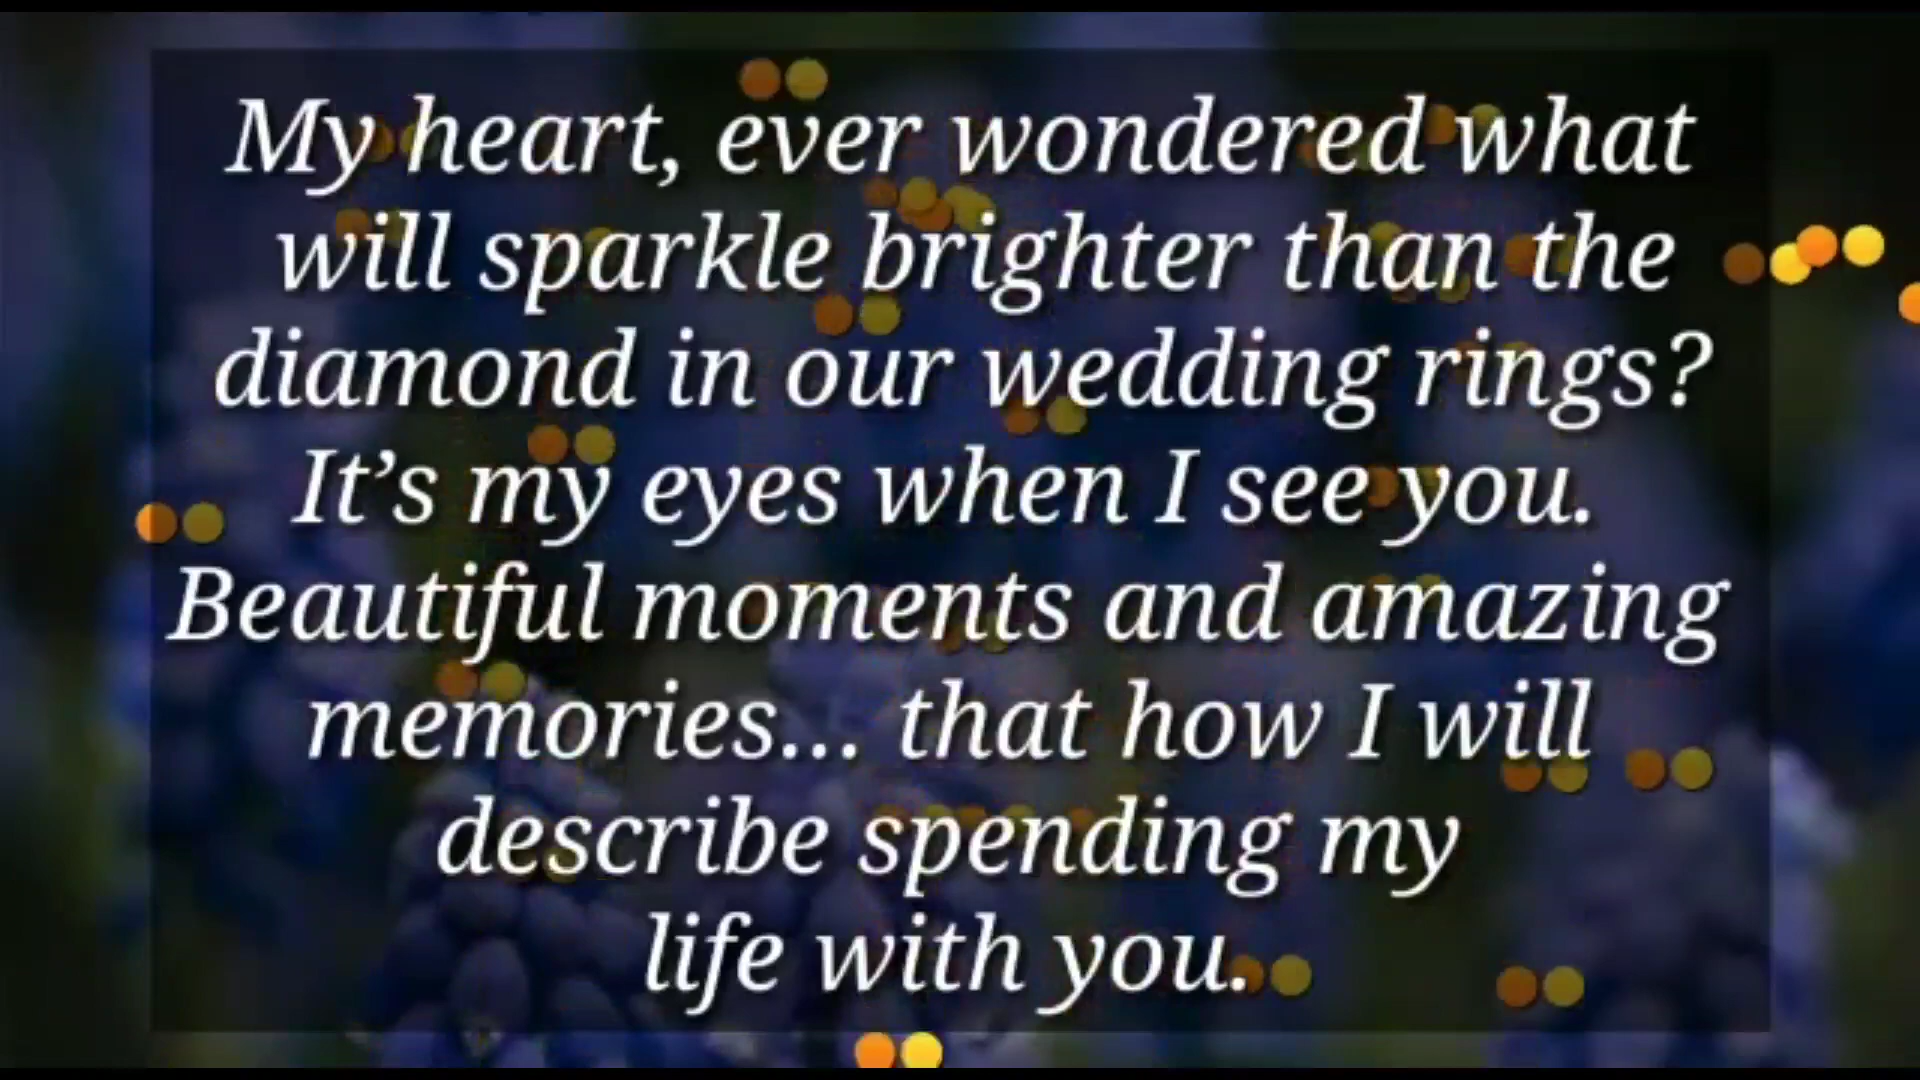 My heart, ever wondered what
will sparkle brighter than the
diamond in our wedding rings?
It’s my eyes when I see you.
Beautiful moments and amazing
memories... that how I will
describe spending my
life with you.